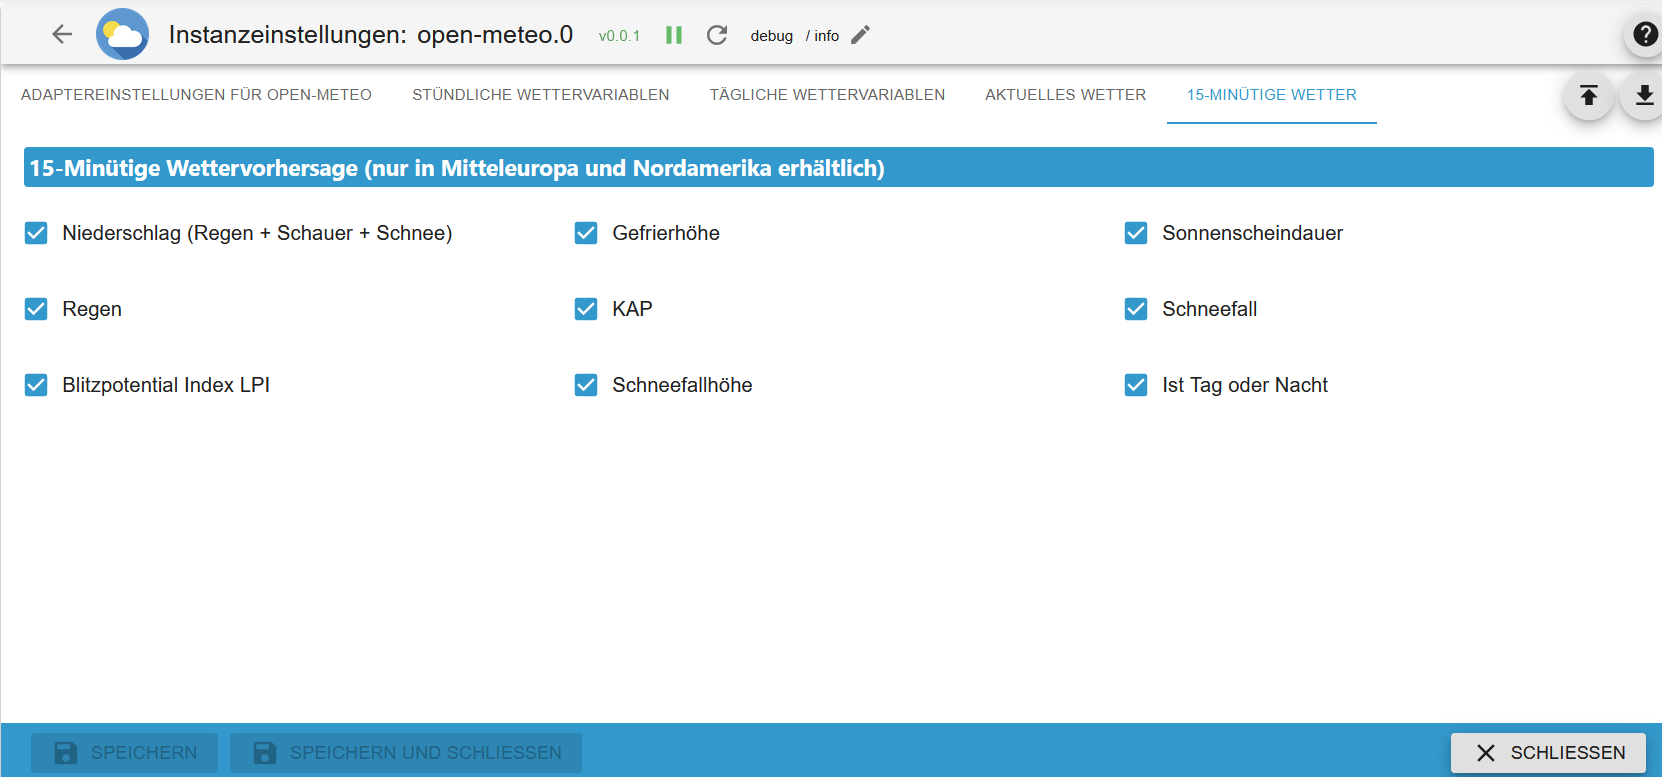 Instanzeinstellungen: open-meteo.0 v0.0.1 debug / info
ADAPTEREINSTELLUNGEN FÜR OPEN-METEO STÜNDLICHE WETTERVARIABLEN TÄGLICHE WETTERVARIABLEN AKTUELLES WETTER 15-MINÜTIGE WETTER
15-Minütige Wettervorhersage (nur in Mitteleuropa und Nordamerika erhältlich)
Niederschlag (Regen + Schauer + Schnee) Gefrierhöhe Sonnenscheindauer
Regen KAP Schneefall
Blitzpotential Index LPI Schneefallhöhe Ist Tag oder Nacht
SPEICHERN SPEICHERN UND SCHLIESSEN SCHLIESSEN